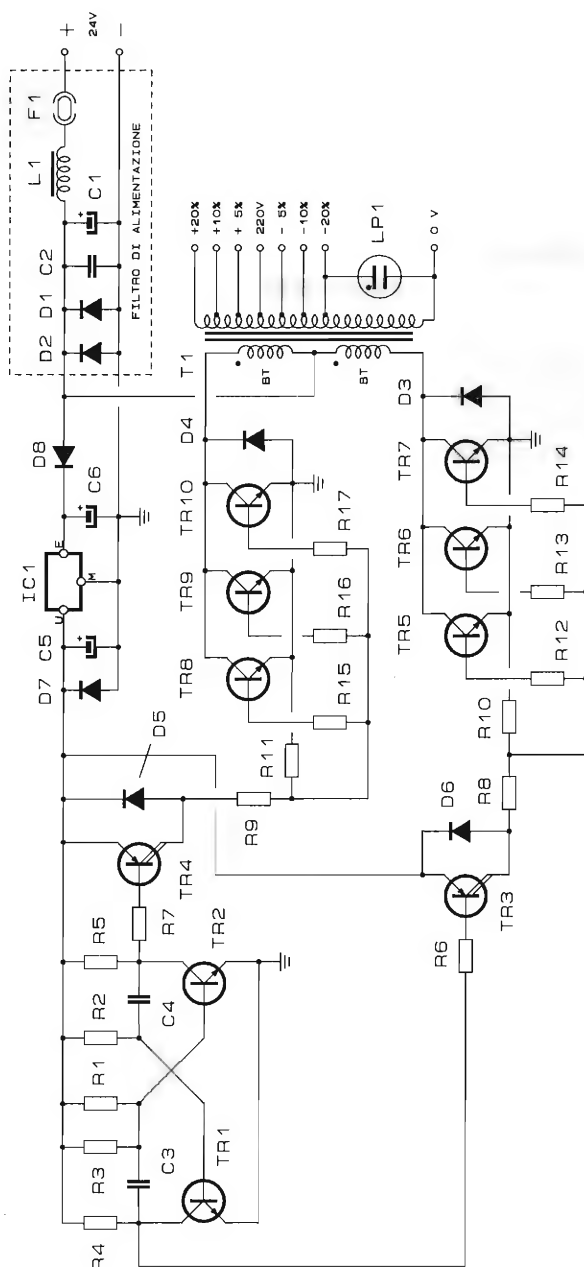 +
24V
−
F1
L1
C1
C2
D1
D2
FILTRO DI ALIMENTAZIONE
+
+20%
+10%
+ 5%
220V
- 5%
-10%
-20%
0 V
LP1
T1
BT
BT
D8
C6
+
IC1
E
M
U
C5
+
D7
D5
D4
TR10
TR9
TR8
R17
R16
R15
R11
R9
D3
TR7
TR6
TR5
R14
R13
R12
R10
R8
D6
TR4
R7
TR2
R5
R2
C4
R1
R3
C3
TR1
R4
TR3
R6